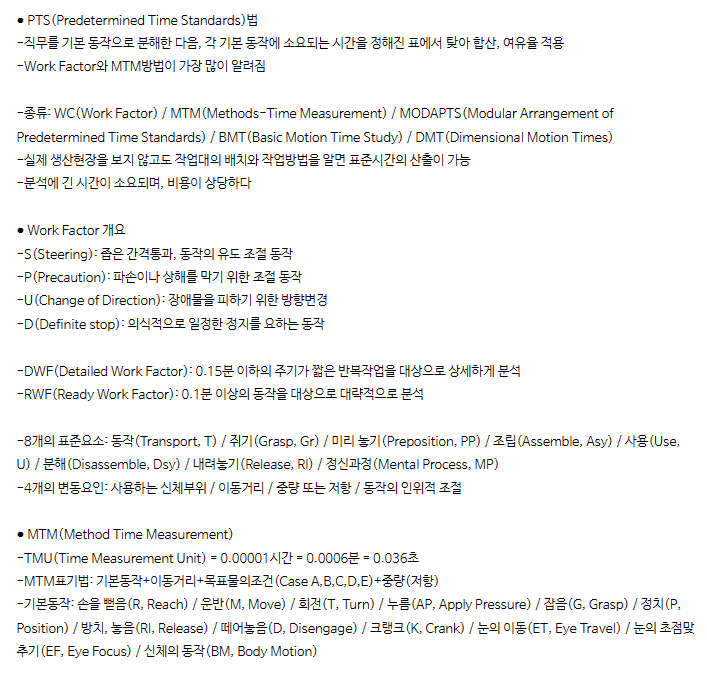 ● PTS(Predetermined Time Standards)법
-직무를 기본 동작으로 분해한 다음, 각 기본 동작에 소요되는 시간을 정해진 표에서 찾아 합산, 여유율 적용
-Work Factor와 MTM방법이 가장 많이 알려짐
-종류: WC(Work Factor) / MTM(Methods-Time Measurement) / MODAPTS(Modular Arrangement of
Predetermined Time Standards) / BMT(Basic Motion Time Study) / DMT(Dimensional Motion Times)
-실제 생산현장을 보지 않고도 작업대의 배치와 작업방법을 알면 표준시간의 산출이 가능
-분석에 긴 시간이 소요되며, 비용이 상당하다
● Work Factor 개요
-S(Steering): 좁은 간격통과, 동작의 유도 조절 동작
-P(Precaution): 파손이나 상해를 막기 위한 조절 동작
-U(Change of Direction): 장애물을 피하기 위한 방향변경
-D(Definite stop): 의식적으로 일정한 정지를 요하는 동작
-DWF(Detailed Work Factor): 0.15분 이하의 주기가 짧은 반복작업을 대상으로 상세하게 분석
-RWF(Ready Work Factor): 0.1분 이상의 동작을 대상으로 대략적으로 분석
-8개의 표준요소: 동작(Transport, T) / 쥐기(Grasp, Gr) / 미리 놓기(Preposition, PP) / 조립(Assemble, Asy) / 사용(Use,
U) / 분해(Disassemble, Dsy) / 내려놓기(Release, Rl) / 정신과정(Mental Process, MP)
-4개의 변동요인: 사용하는 신체부위 / 이동거리 / 중량 또는 저항 / 동작의 인위적 조절
● MTM(Method Time Measurement)
-TMU(Time Measurement Unit) = 0.00001시간 = 0.0006분 = 0.036초
-MTM표기법: 기본동작+이동거리+목표물의조건(Case A,B,C,D,E)+중량(저항)
-기본동작: 손을 뻗음(R, Reach) / 운반(M, Move) / 회전(T, Turn) / 누름(AP, Apply Pressure) / 잡음(G, Grasp) / 정치(P,
Position) / 방치, 놓음(Rl, Release) / 떼어놓음(D, Disengage) / 크랭크(K, Crank) / 눈의 이동(ET, Eye Travel) / 눈의 초점맞
추기(EF, Eye Focus) / 신체의 동작(BM, Body Motion)